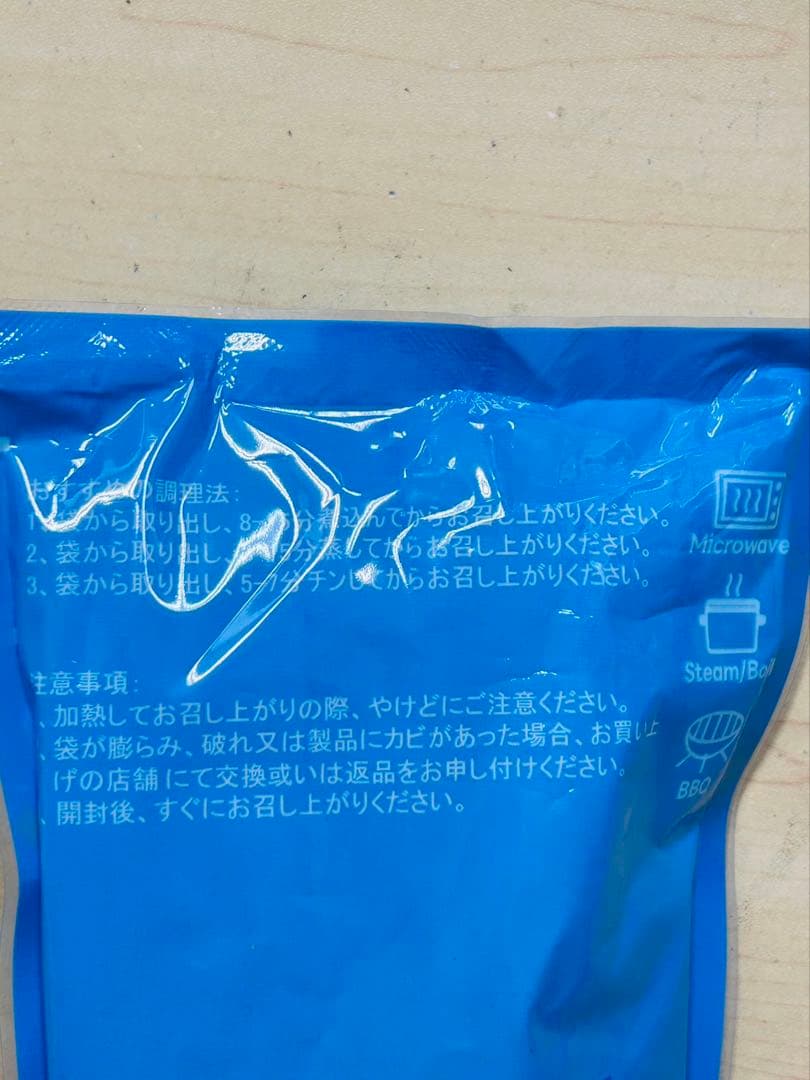 おすすめの調理法:
袋から取り出し、8- 分煮込んでからお召し上がりください。
2、袋から取り出し、 分蒸してからお召し上がりください。
3、袋から取り出し、5-7分チンしてからお召し上がりください。
注意事項:
、加熱してお召し上がりの際、やけどにご注意ください。
、袋が膨らみ、破れ又は製品にカビがあった場合、お買い上
げの店舗にて交換或いは返品をお申し付けください。
、開封後、すぐにお召し上がりください。
Microwave
Steam/Boil
BBQ